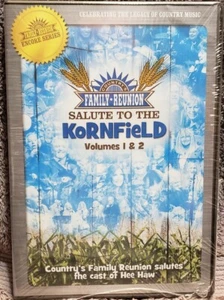 CELEBRATING THE LEGACY OF COUNTRY MUSIC
ENCORE SERIES
COUNTRY'S
FAMILY REUNION
SALUTE TO THE
KORNFIELD
Volumes 1 & 2
Country's Family Reunion salutes
the cast of Hee Haw